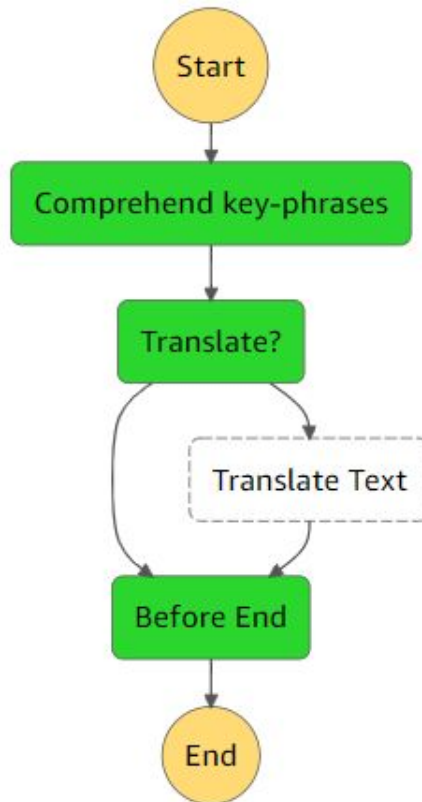 Start
Comprehend key-phrases
Translate?
Translate Text
Before End
End